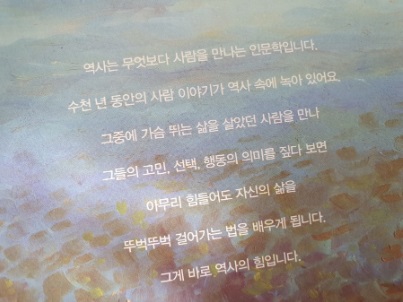 역사는 무엇보다 사람을 만나는 인문학입니다.
수천 년 동안의 사람 이야기가 역사 속에 녹아 있어요.
그중에 가슴 뛰는 삶을 살았던 사람을 만나
그들의 고민, 선택, 행동의 의미를 짚다 보면
아무리 힘들어도 자신의 삶을
뚜벅뚜벅 걸어가는 법을 배우게 됩니다.
그게 바로 역사의 힘입니다.